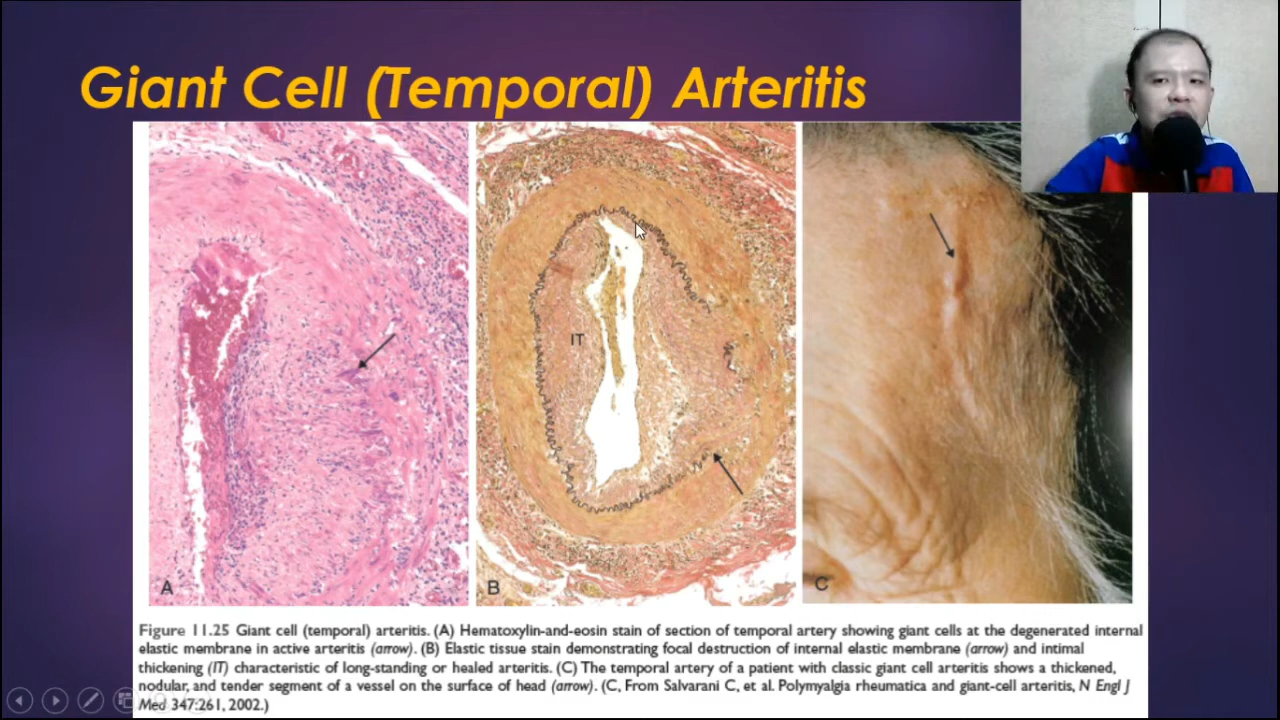 Giant Cell (Temporal) Arteritis
IT
A
B
C
Figure 11.25 Giant cell (temporal) arteritis. (A) Hematoxylin-and-eosin stain of section of temporal artery showing giant cells at the degenerated internal
elastic membrane in active arteritis (arrow). (B) Elastic tissue stain demonstrating focal destruction of internal elastic membrane (arrow) and intimal
thickening (IT) characteristic of long-standing or healed arteritis. (C) The temporal artery of a patient with classic giant cell arteritis shows a thickened,
nodular, and tender segment of a vessel on the surface of head (arrow). (C, From Salvarani C, et al. Polymyalgia rheumatica and giant-cell arteritis, N Engl J
Med 347:261, 2002.)